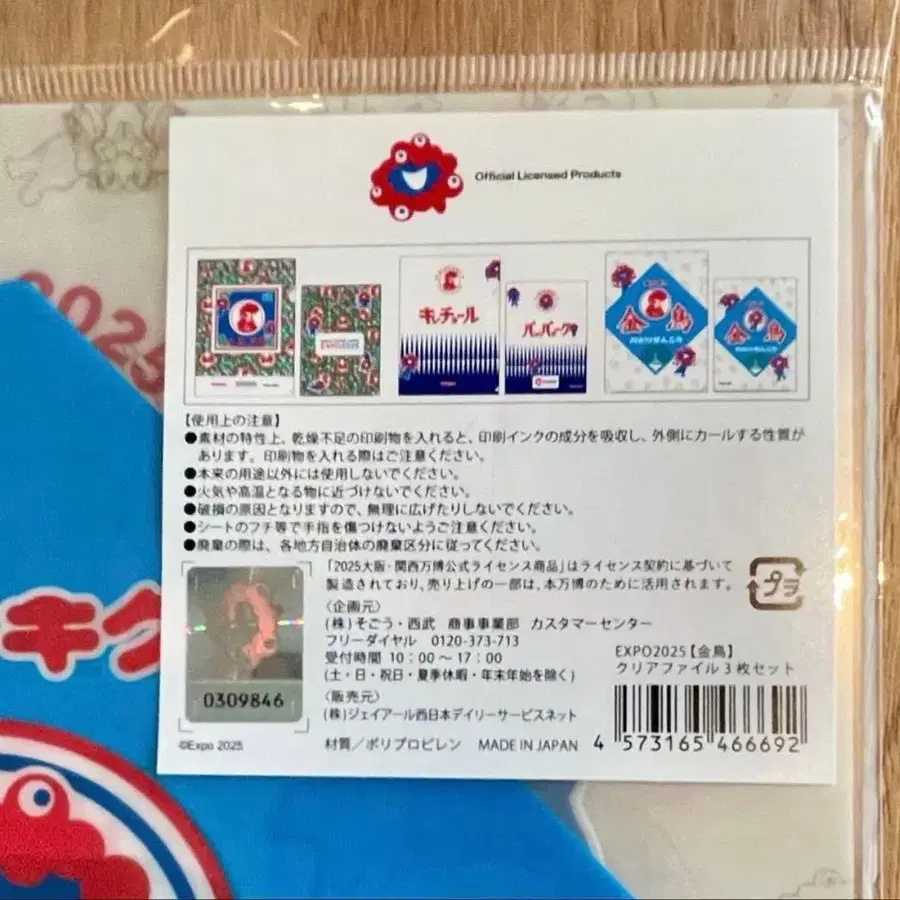 Official Licensed Products
キンチョール
金 鳥
金 鳥
2025
【使用上の注意】
●素材の特性上、乾燥不足の印刷物を入れると、印刷インクの成分を吸収し、外側にカールする性質が
あります。印刷物を入れる際はご注意ください。
●本来の用途以外には使用しないでください。
●火気や高温となる物に近づけないでください。
●破損の原因となりますので、無理に広げたりしないでください。
●シートのフチ等で手指を傷つけないようご注意ください。
●廃棄の際は、各地方自治体の廃棄区分に従ってください。
「2025大阪・関西万博公式ライセンス商品」はライセンス契約に基づいて
製造されており、売り上げの一部は、本万博のために活用されます。
プラ
〈企画元〉
(株)そごう・西武 商事事業部 カスタマーセンター
フリーダイヤル 0120-373-713
受付時間 10：00～17：00
(土・日・祝日・夏季休暇・年末年始を除く)
〈販売元〉
(株)ジェイアール西日本デイリーサービスネット
材質／ポリプロピレン MADE IN JAPAN
EXPO2025【金鳥】
クリアファイル3枚セット
4 573165 466692
0309846
©Expo 2025
キク